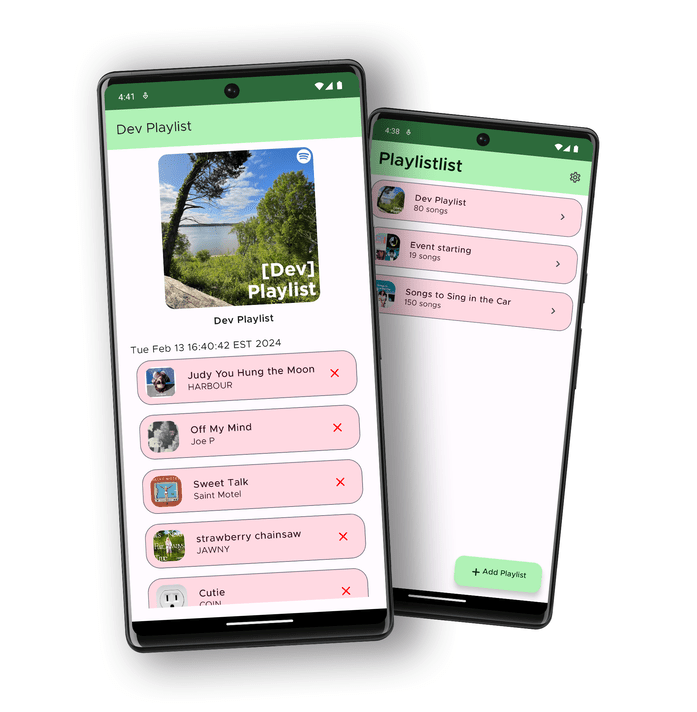 4:41
Dev Playlist
[Dev]
Playlist
Dev Playlist
Tue Feb 13 16:40:42 EST 2024
Judy You Hung the Moon
HARBOUR
Off My Mind
Joe P
Sweet Talk
Saint Motel
strawberry chainsaw
JAWNY
Cutie
COIN
4:38
Playlistlist
Dev Playlist
80 songs
Event starting
19 songs
Songs to Sing in the Car
150 songs
+ Add Playlist